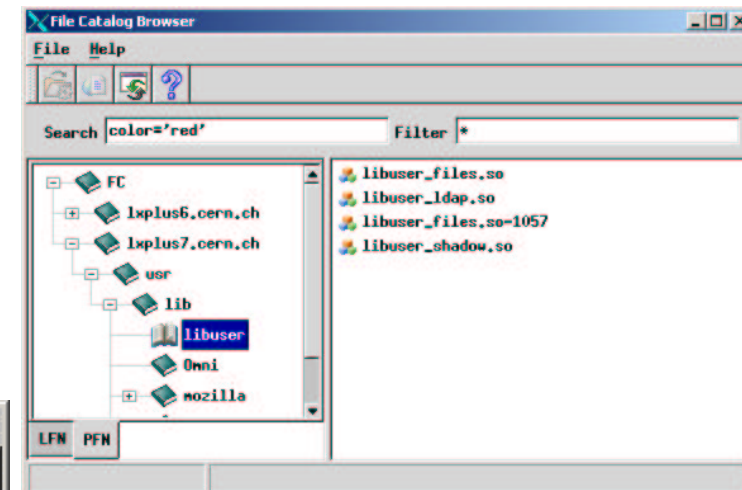 File Catalog Browser
File Help
Search color='red' Filter *
FC
lxplus6.cern.ch
lxplus7.cern.ch
usr
lib
libuser
Omni
mozilla
libuser_files.so
libuser_ldap.so
libuser_files.so-1057
libuser_shadow.so
LFN PFN